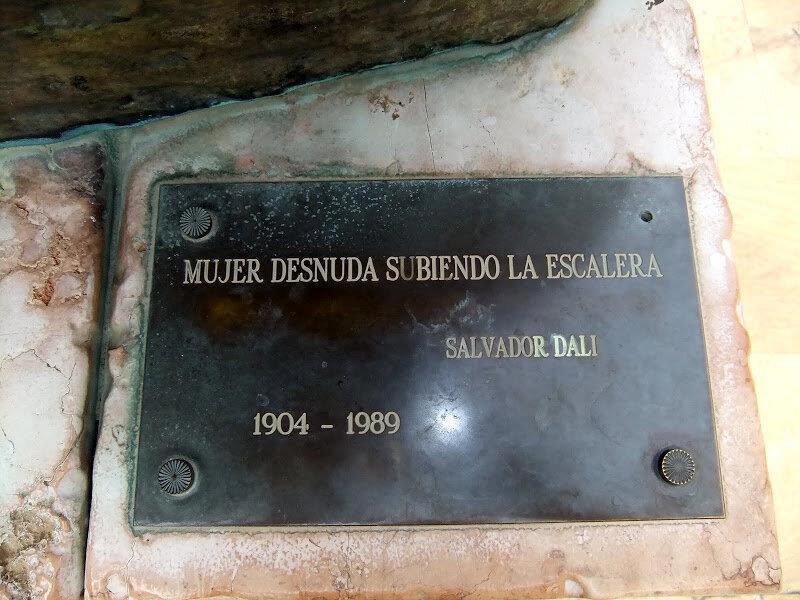 MUJER DESNUDA SUBIENDO LA ESCALERA
SALVADOR DALI
1904 - 1989